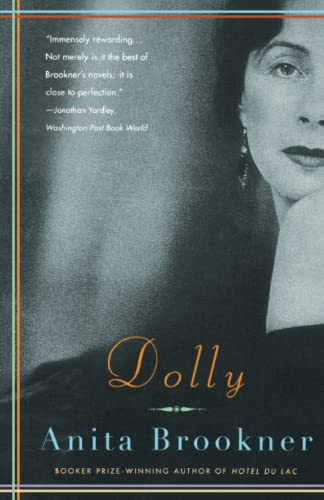 "Immensely rewarding...
Not merely is it the best of
Brookner's novels; it is
close to perfection."
—Jonathan Yardley,
Washington Post Book World
Dolly
Anita Brookner
BOOKER PRIZE-WINNING AUTHOR OF HOTEL DU LAC